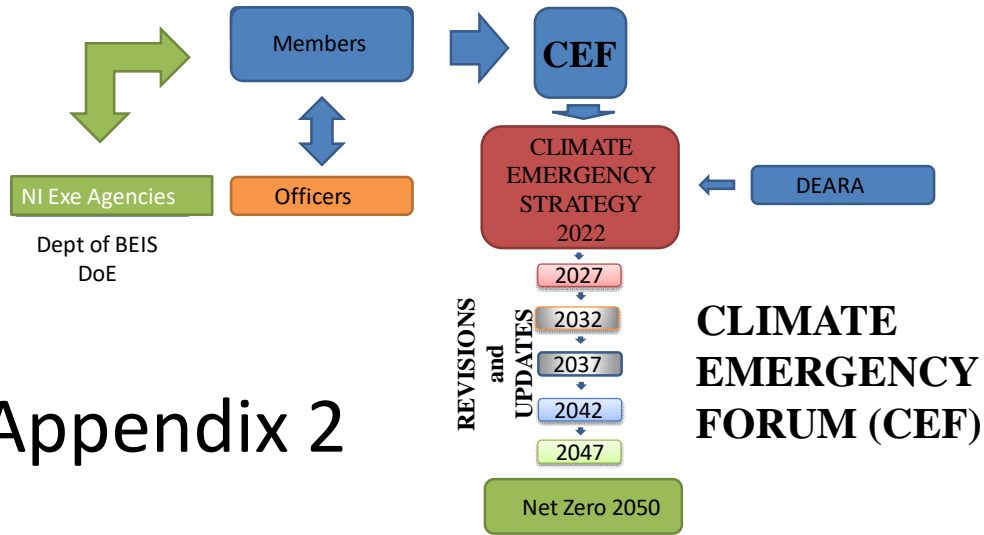 Members
CEF
NI Exe Agencies
Officers
Dept of BEIS
DoE
CLIMATE
EMERGENCY
STRATEGY
2022
DEARA
2027
2032
2037
2042
2047
REVISIONS
and
UPDATES
Net Zero 2050
CLIMATE
EMERGENCY
FORUM (CEF)
Appendix 2